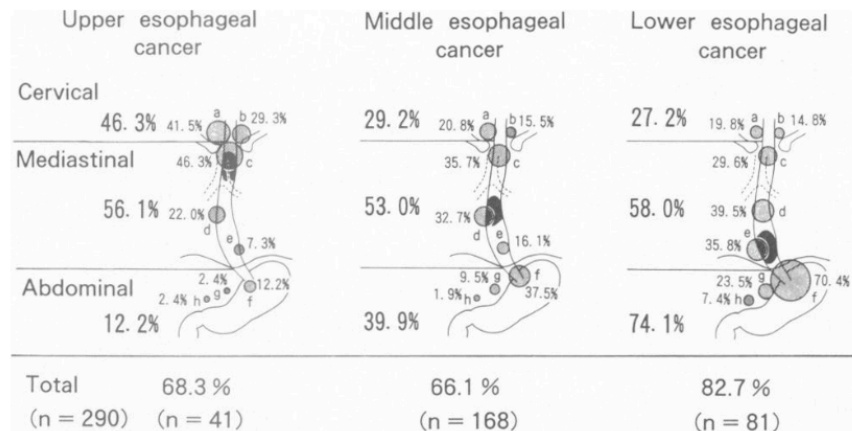 Upper esophageal cancer
Middle esophageal cancer
Lower esophageal cancer
Cervical
46.3%
41.5%
a
b
29.3%
29.2%
20.8%
a
b
15.5%
27.2%
19.8%
a
b
14.8%
Mediastinal
46.3%
c
35.7%
c
29.6%
c
56.1%
22.0%
d
e
7.3%
53.0%
32.7%
d
e
16.1%
58.0%
39.5%
d
e
35.8%
Abdominal
2.4%
g
2.4%
h
12.2%
f
12.2%
9.5%
g
1.9%
h
f
37.5%
39.9%
23.5%
g
7.4%
h
70.4%
f
74.1%
Total
68.3 %
66.1 %
82.7 %
(n = 290)
(n = 41)
(n = 168)
(n = 81)